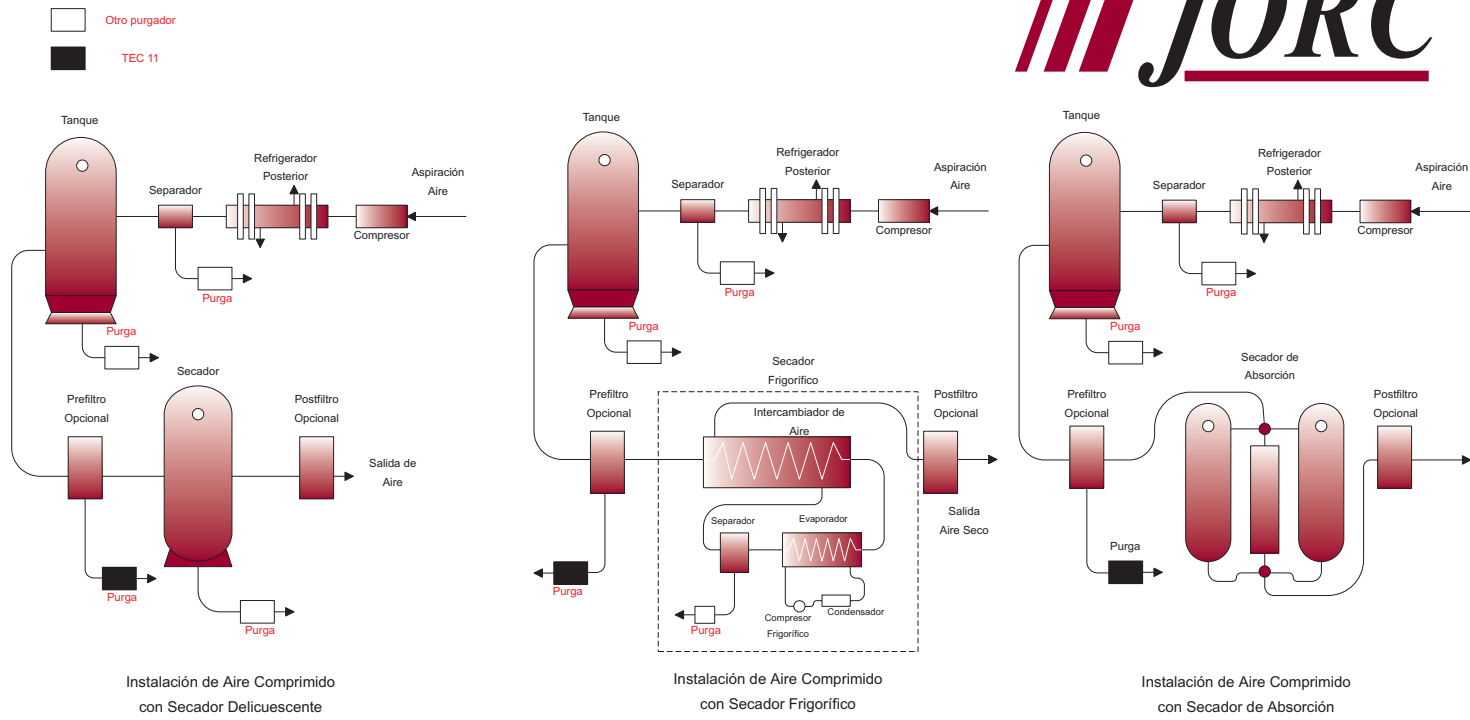 Otro purgador
TEC 11
JORC
Tanque
Refrigerador
Posterior
Aspiración
Aire
Separador
Compresor
Purga
Purga
Secador
Prefiltro
Opcional
Postfiltro
Opcional
Salida de
Aire
Purga
Purga
Instalación de Aire Comprimido
con Secador Delicuescente
Tanque
Refrigerador
Posterior
Aspiración
Aire
Separador
Compresor
Purga
Purga
Secador
Frigorífico
Prefiltro
Opcional
Intercambiador de
Aire
Postfiltro
Opcional
Salida
Aire Seco
Separador
Evaporador
Purga
Compresor
Frigorífico
Condensador
Purga
Instalación de Aire Comprimido
con Secador Frigorífico
Tanque
Refrigerador
Posterior
Aspiración
Aire
Separador
Compresor
Purga
Purga
Secador de
Absorción
Prefiltro
Opcional
Postfiltro
Opcional
Purga
Instalación de Aire Comprimido
con Secador de Absorción